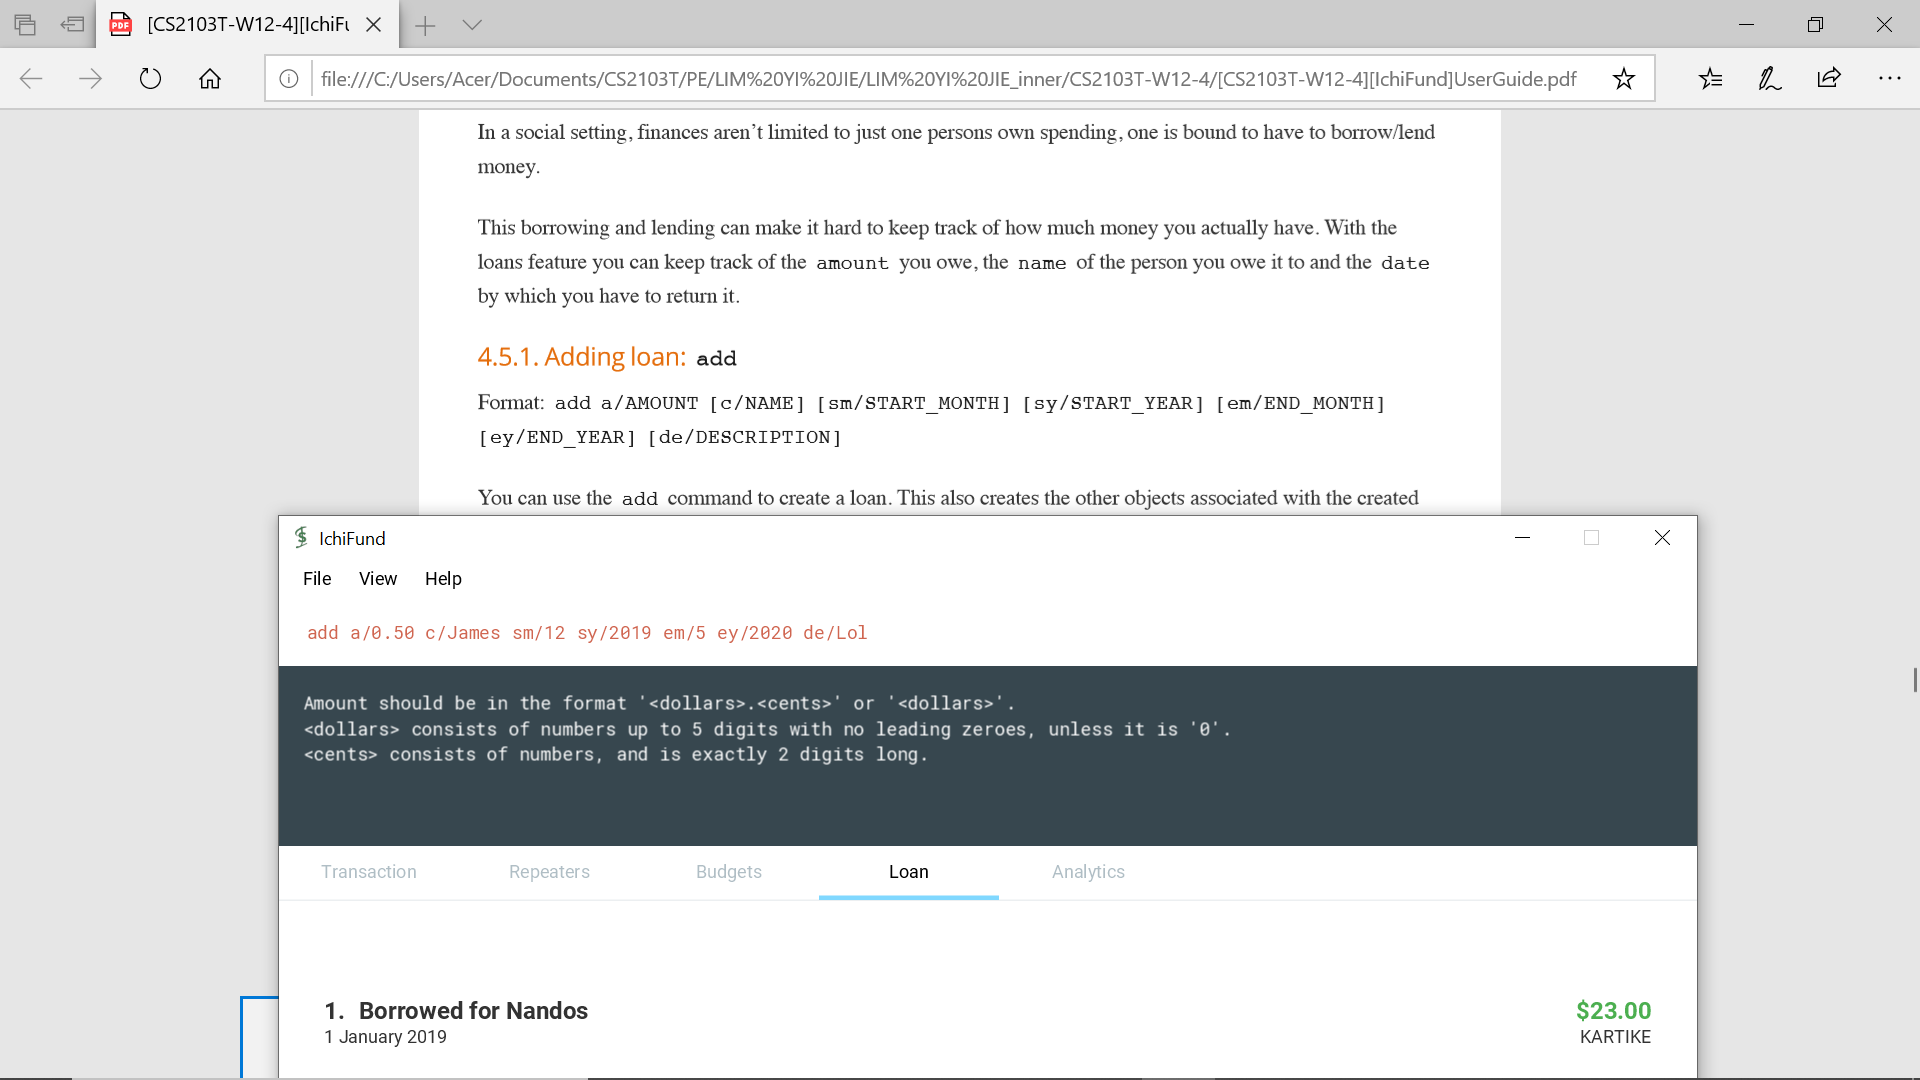 [CS2103T-W12-4][IchiFu
file:///C:/Users/Acer/Documents/CS2103T/PE/LIM%20YI%20JIE/LIM%20YI%20JIE_inner/CS2103T-W12-4/[CS2103T-W12-4][IchiFund]UserGuide.pdf
In a social setting, finances aren’t limited to just one persons own spending, one is bound to have to borrow/lend
money.
This borrowing and lending can make it hard to keep track of how much money you actually have. With the
loans feature you can keep track of the amount you owe, the name of the person you owe it to and the date
by which you have to return it.
4.5.1. Adding loan: add
Format: add a/AMOUNT [c/NAME] [sm/START_MONTH] [sy/START_YEAR] [em/END_MONTH]
[ey/END_YEAR] [de/DESCRIPTION]
You can use the add command to create a loan. This also creates the other objects associated with the created
IchiFund
File View Help
add a/0.50 c/James sm/12 sy/2019 em/5 ey/2020 de/Lol
Amount should be in the format '<dollars>.<cents>' or '<dollars>'.
<dollars> consists of numbers up to 5 digits with no leading zeroes, unless it is '0'.
<cents> consists of numbers, and is exactly 2 digits long.
Transaction Repeaters Budgets Loan Analytics
1. Borrowed for Nandos $23.00
1 January 2019 KARTIKE